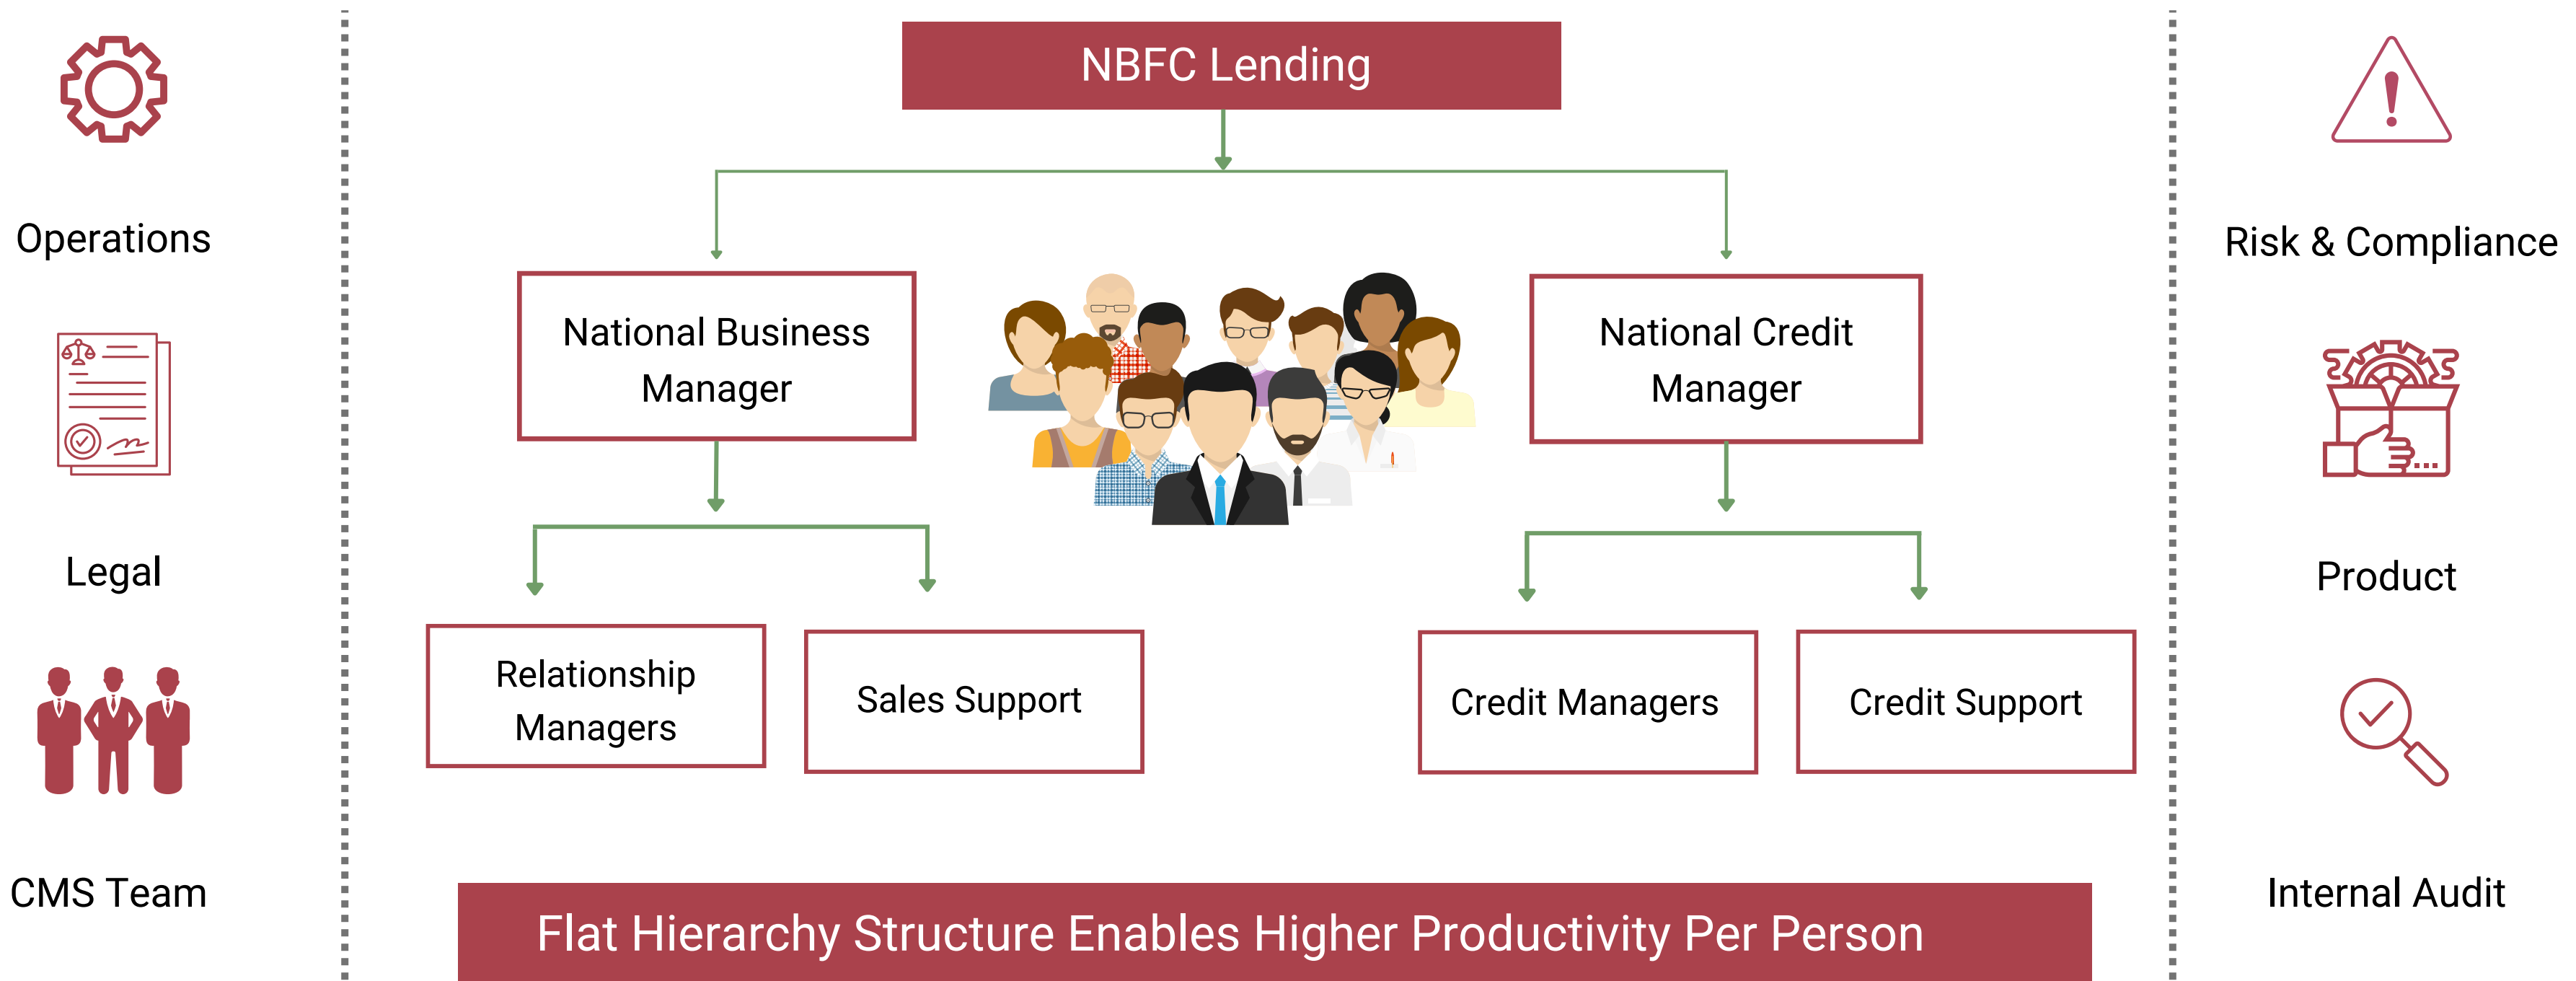 NBFC Lending
Operations
Legal
CMS Team
National Business
Manager
National Credit
Manager
Relationship
Managers
Sales Support
Credit Managers
Credit Support
Risk & Compliance
Product
Internal Audit
Flat Hierarchy Structure Enables Higher Productivity Per Person